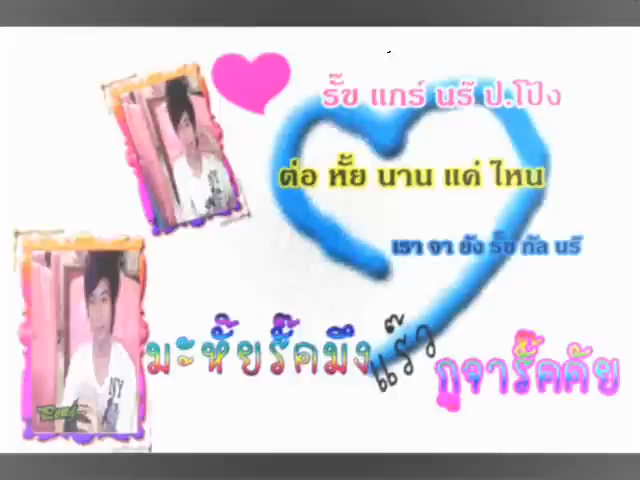 รั๊ข แกร์ นร๊ ป.โป้ง
ต่อ หั้ย นาน แค่ ไหน
เรา จา ยัง รั๊ข กัล นรี
มะหั้ยรั๊คมึง แร๊ว กูจารั๊คคัย